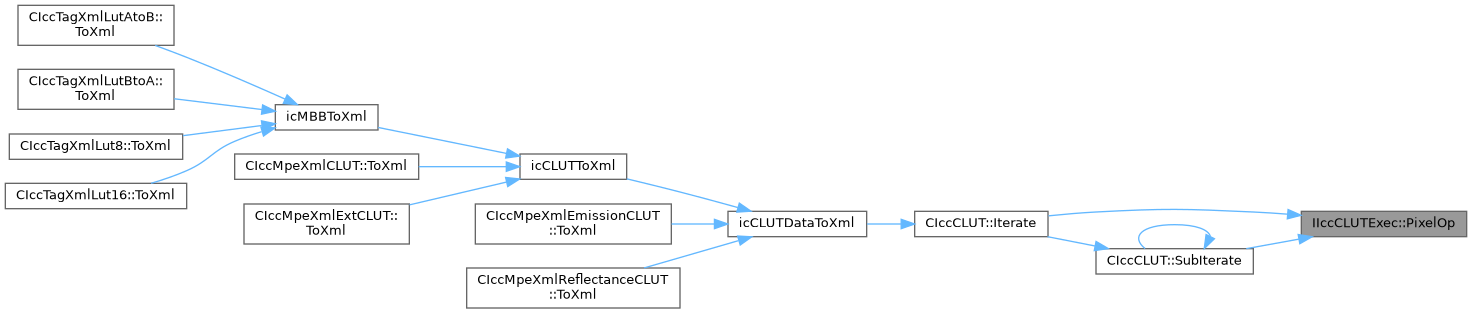 CIccTagXmlLutAtoB::
ToXml
CIccTagXmlLutBtoA::
ToXml
CIccTagXmlLut8::ToXml
CIccTagXmlLut16::ToXml
icMBBToXml
CIccMpeXmlCLUT::ToXml
CIccMpeXmlExtCLUT::
ToXml
icCLUTToXml
CIccMpeXmlEmissionCLUT
::ToXml
CIccMpeXmlReflectanceCLUT
::ToXml
icCLUTDataToXml
CIccCLUT::Iterate
CIccCLUT::SubIterate
IIccCLUTExec::PixelOp